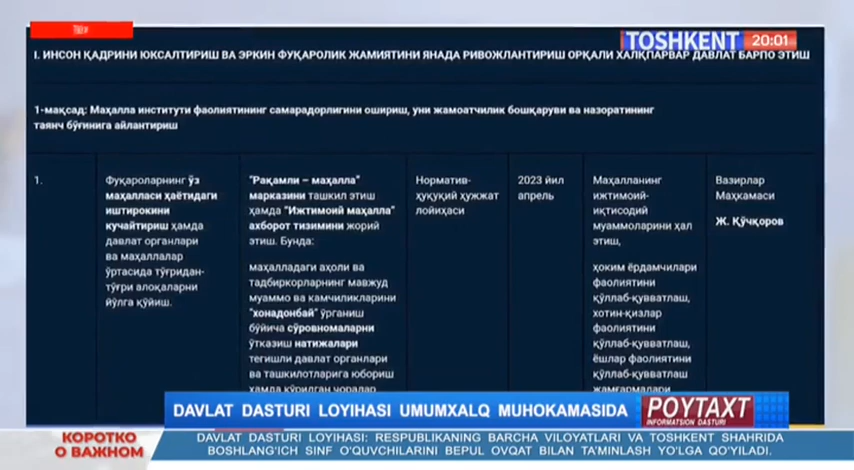 TOSHKENT 20:01
I. ИНСОН ҚАДРИНИ ЮКСАЛТИРИШ ВА ЭРКИН ФУҚАРОЛИК ЖАМИЯТИНИ ЯНАДА РИВОЖЛАНТИРИШ ОРҚАЛИ ХАЛҚПАРВАР ДАВЛАТ БАРПО ЭТИШ
1-мақсад: Маҳалла институти фаолиятининг самарадорлигини ошириш, уни жамоатчилик бошқаруви ва назоратининг
таянч бўғинига айлантириш
1.
Фуқароларнинг ўз
маҳалласи ҳаётидаги
иштирокини
кучайтириш ҳамда
давлат органлари
ва маҳаллалар
ўртасида тўғридан-
тўғри алоқаларни
йўлга қўйиш.
"Рақамли – маҳалла"
марказини ташкил этиш
ҳамда "Ижтимоий маҳалла"
ахборот тизимини жорий
этиш. Бунда:
маҳалладаги аҳоли ва
тадбиркорларнинг мавжуд
муаммо ва камчиликларини
"хонадонбай" ўрганиш
бўйича сўровномаларни
ўтказиш натижалари
тегишли давлат органлари
ва ташкилотларига юбориш
ҳамда кўрилган чоралар
Норматив-
ҳуқуқий ҳужжат
лойиҳаси
2023 йил
апрель
Маҳалланинг
ижтимоий-
иқтисодий
муаммоларини ҳал
этиш,
ҳоким ёрдамчилари
фаолиятини
қўллаб-қувватлаш,
хотин-қизлар
фаолиятини
қўллаб-қувватлаш,
ёшлар фаолиятини
қўллаб-қувватлаш
жамғармалари
Вазирлар
Маҳкамаси
Ж. Қўчқоров
DAVLAT DASTURI LOYIHASI UMUMXALQ MUHOKAMASIDA
POYTAXT
INFORMATSION DASTURI
КОРОТКО
О ВАЖНОМ
DAVLAT DASTURI LOYIHASI: RESPUBLIKANING BARCHA VILOYATLARI VA TOSHKENT SHAHRIDA
BOSHLANG'ICH SINF O'QUVCHILARINI BEPUL OVQAT BILAN TA'MINLASH YO'LGA QO'YILADI.